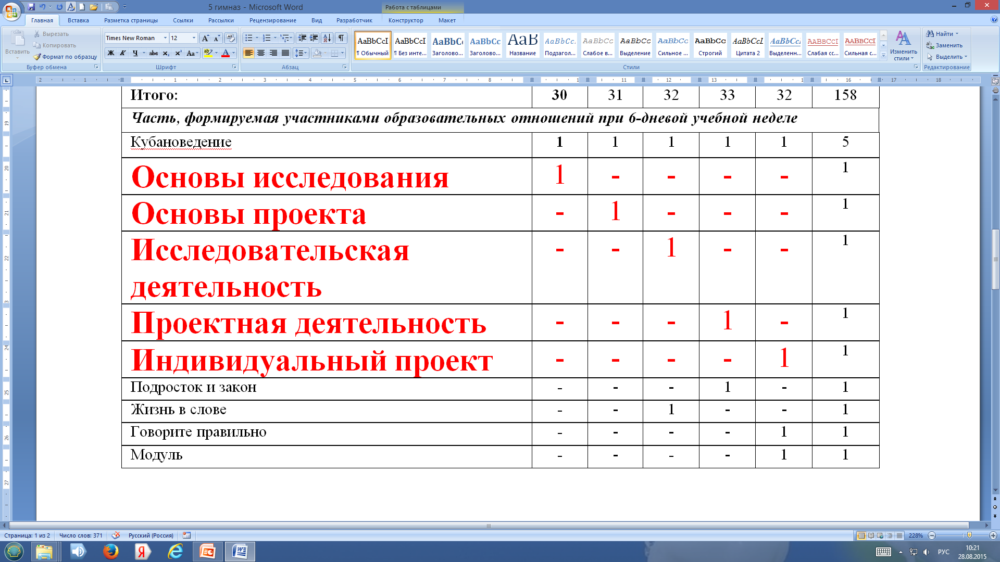 5 гимназ - Microsoft Word
Работа с таблицами
Главная Вставка Разметка страницы Ссылки Рассылки Рецензирование Вид Разработчик Конструктор Макет
Вставить
Вырезать
Копировать
Формат по образцу
Буфер обмена
Times New Roman 12
Ж К Ч abc x₂ x² Aa
Шрифт
Абзац
AaBbCcI AaBbCcI AaBbCc AaBbCc AaB AaBbCc. AaBbCc AaBbCc AaBbCc AaBbCc AaBbCcI AaBbCcI AABBCCI AABBCCI
¶ Обычный ¶ Без инте... Заголово... Заголово... Название Подзагол... Слабое в... Выделение Сильное ... Строгий Цитата 2 Выделенн... Слабая сс... Сильная с...
Изменить стили
Стили
Найти
Заменить
Выделить
Редактирование
2 1 1 2 3 4 5 6 7 8 1 11 12 13 1 16 17 18
Итого: 30 31 32 33 32 158
Часть, формируемая участниками образовательных отношений при 6-дневой учебной неделе
Кубановедение 1 1 1 1 1 5
Основы исследования 1 - - - - 1
Основы проекта - 1 - - - 1
Исследовательская - - 1 - - 1
деятельность
Проектная деятельность - - - 1 - 1
Индивидуальный проект - - - - 1 1
Подросток и закон - - - 1 - 1
Жизнь в слове - - 1 - - 1
Говорите правильно - - - - 1 1
Модуль - - - - 1 1
19
20
21
22
3
24
25
26
27
Страница: 1 из 2 Число слов: 371 Русский (Россия) 228%
РУС
10:21
28.08.2015